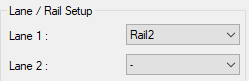 Lane / Rail Setup
Lane 1 : Rail2
Lane 2 : -